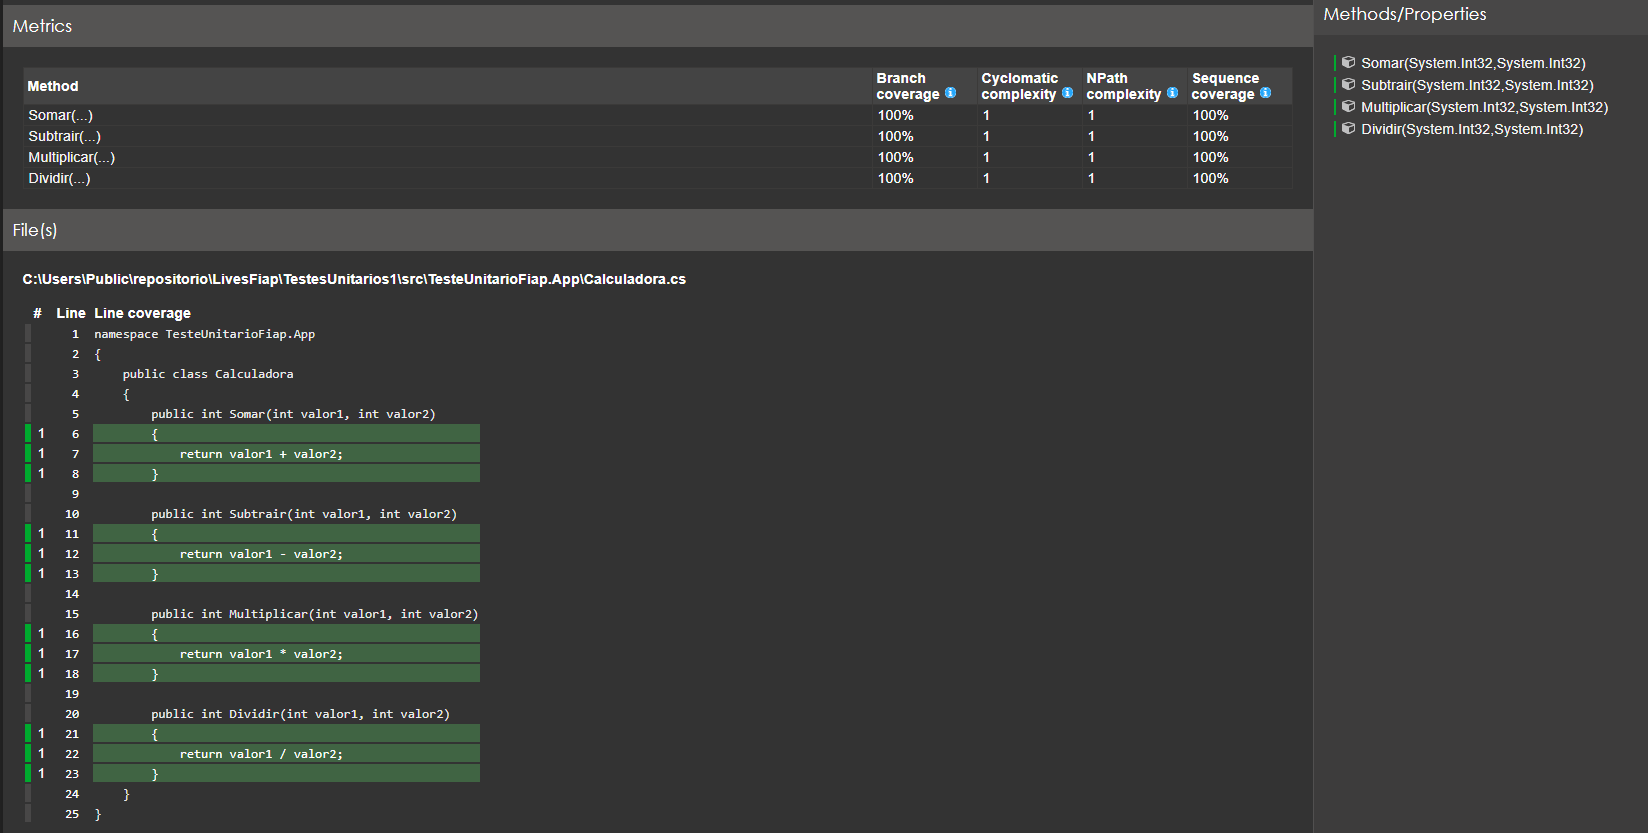 Metrics
Method Branch coverage Cyclomatic complexity NPath complexity Sequence coverage
Somar(...) 100% 1 1 100%
Subtrair(...) 100% 1 1 100%
Multiplicar(...) 100% 1 1 100%
Dividir(...) 100% 1 1 100%
File(s)
C:\Users\Public\repositorio\LivesFiap\TestesUnitarios1\src\TesteUnitarioFiap.App\Calculadora.cs
# Line Line coverage
1 namespace TesteUnitarioFiap.App
2 {
3 public class Calculadora
4 {
5 public int Somar(int valor1, int valor2)
1 6 {
1 7 return valor1 + valor2;
1 8 }
9
10 public int Subtrair(int valor1, int valor2)
1 11 {
1 12 return valor1 - valor2;
1 13 }
14
15 public int Multiplicar(int valor1, int valor2)
1 16 {
1 17 return valor1 * valor2;
1 18 }
19
20 public int Dividir(int valor1, int valor2)
1 21 {
1 22 return valor1 / valor2;
1 23 }
24 }
25 }
Methods/Properties
Somar(System.Int32,System.Int32)
Subtrair(System.Int32,System.Int32)
Multiplicar(System.Int32,System.Int32)
Dividir(System.Int32,System.Int32)